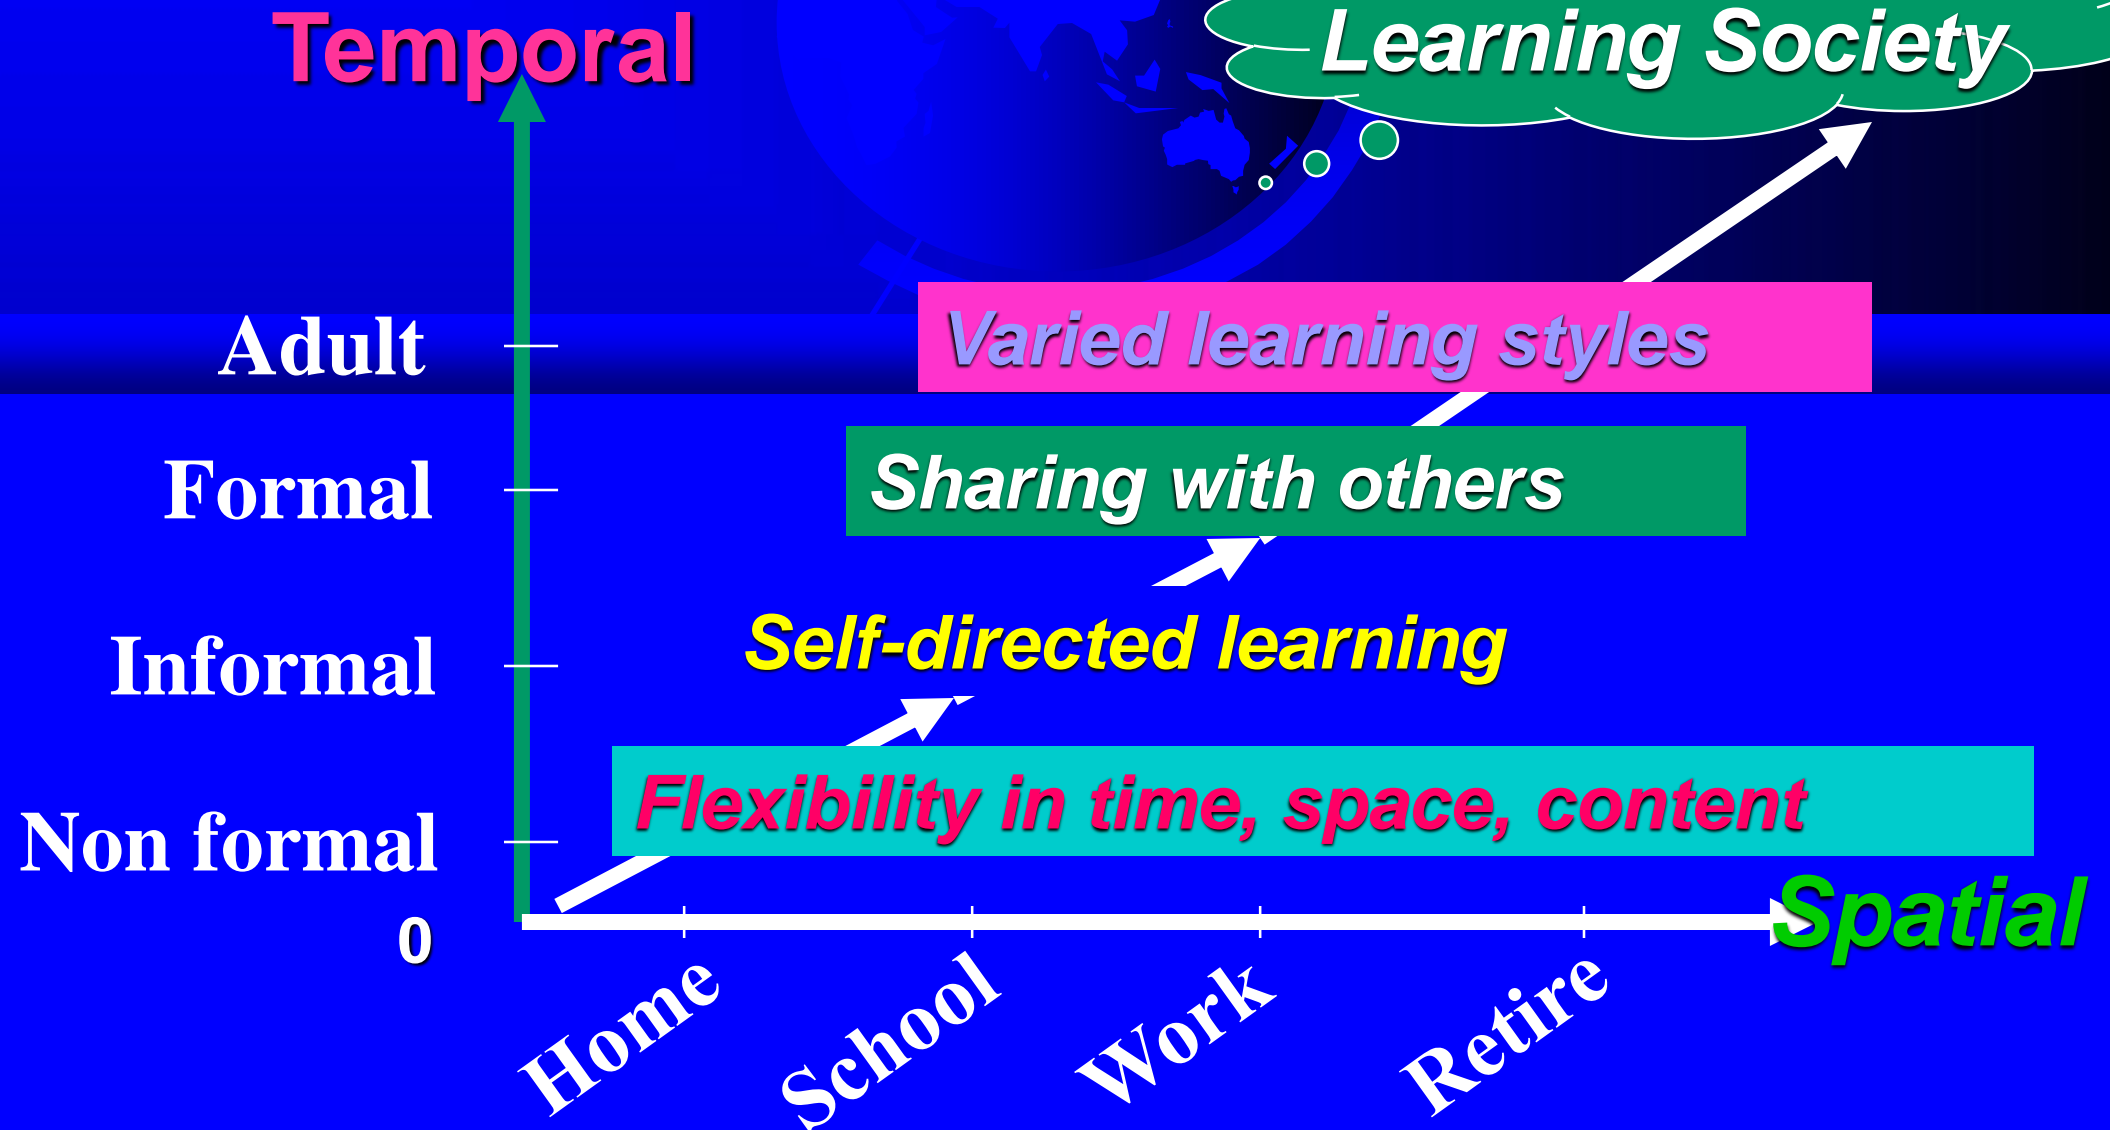 Temporal
Learning Society
Adult
Varied learning styles
Formal
Sharing with others
Informal
Self-directed learning
Non formal
Flexibility in time, space, content
Spatial
0
Home
School
Work
Retire